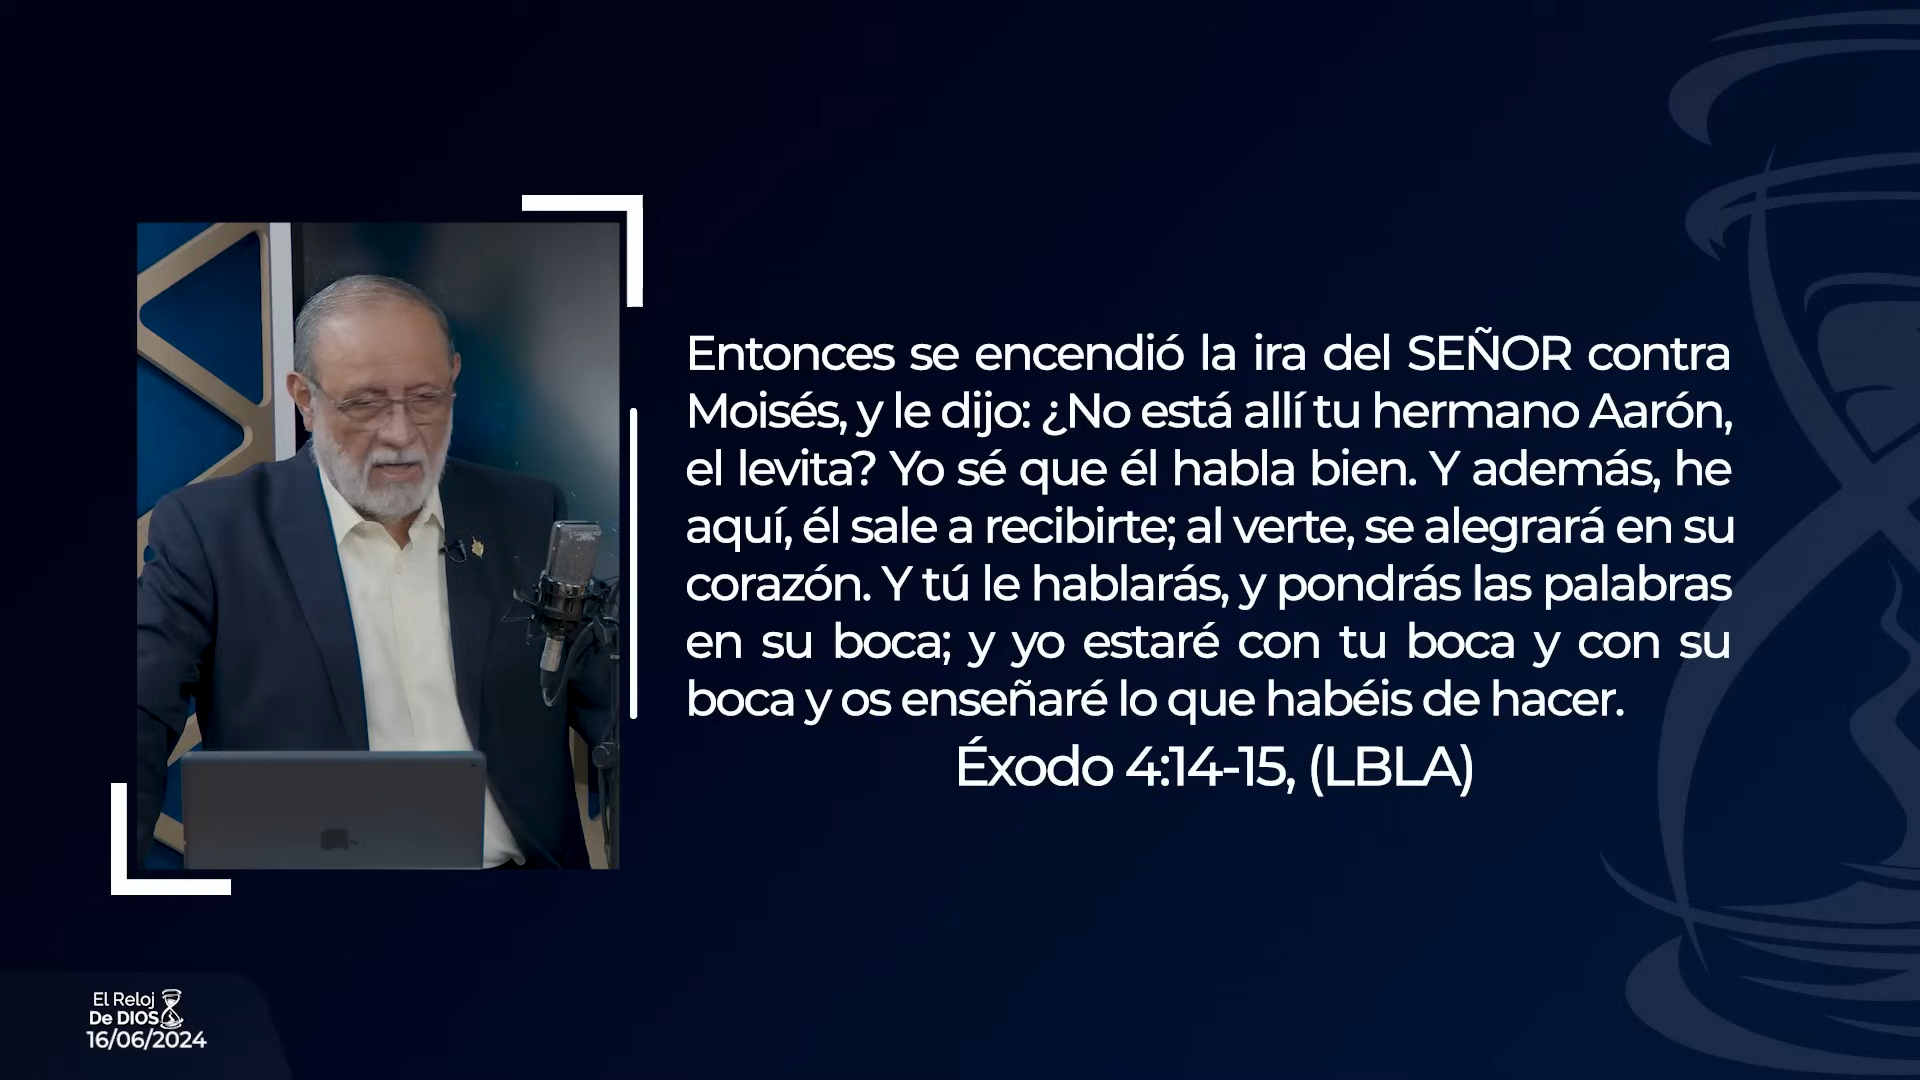 Entonces se encendió la ira del SEÑOR contra
Moisés, y le dijo: ¿No está allí tu hermano Aarón,
el levita? Yo sé que él habla bien. Y además, he
aquí, él sale a recibirte; al verte, se alegrará en su
corazón. Y tú le hablarás, y pondrás las palabras
en su boca; y yo estaré con tu boca y con su
boca y os enseñaré lo que habéis de hacer.
Éxodo 4:14-15, (LBLA)
El Reloj
De DIOS
16/06/2024